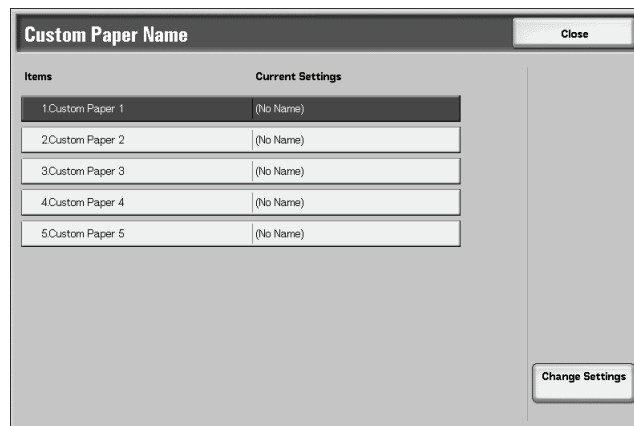 Custom Paper Name
Close
Items Current Settings
1.Custom Paper 1 (No Name)
2.Custom Paper 2 (No Name)
3.Custom Paper 3 (No Name)
4.Custom Paper 4 (No Name)
5.Custom Paper 5 (No Name)
Change Settings